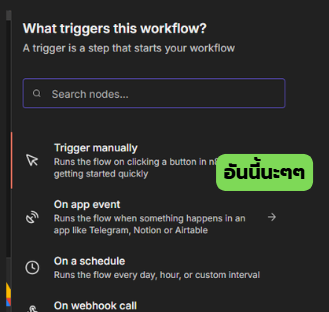 What triggers this workflow?
A trigger is a step that starts your workflow
Search nodes...
Trigger manually
Runs the flow on clicking a button in
getting started quickly
อันนี้นะๆๆ
On app event
Runs the flow when something happens in an
app like Telegram, Notion or Airtable
On a schedule
Runs the flow every day, hour, or custom interval
On webhook call